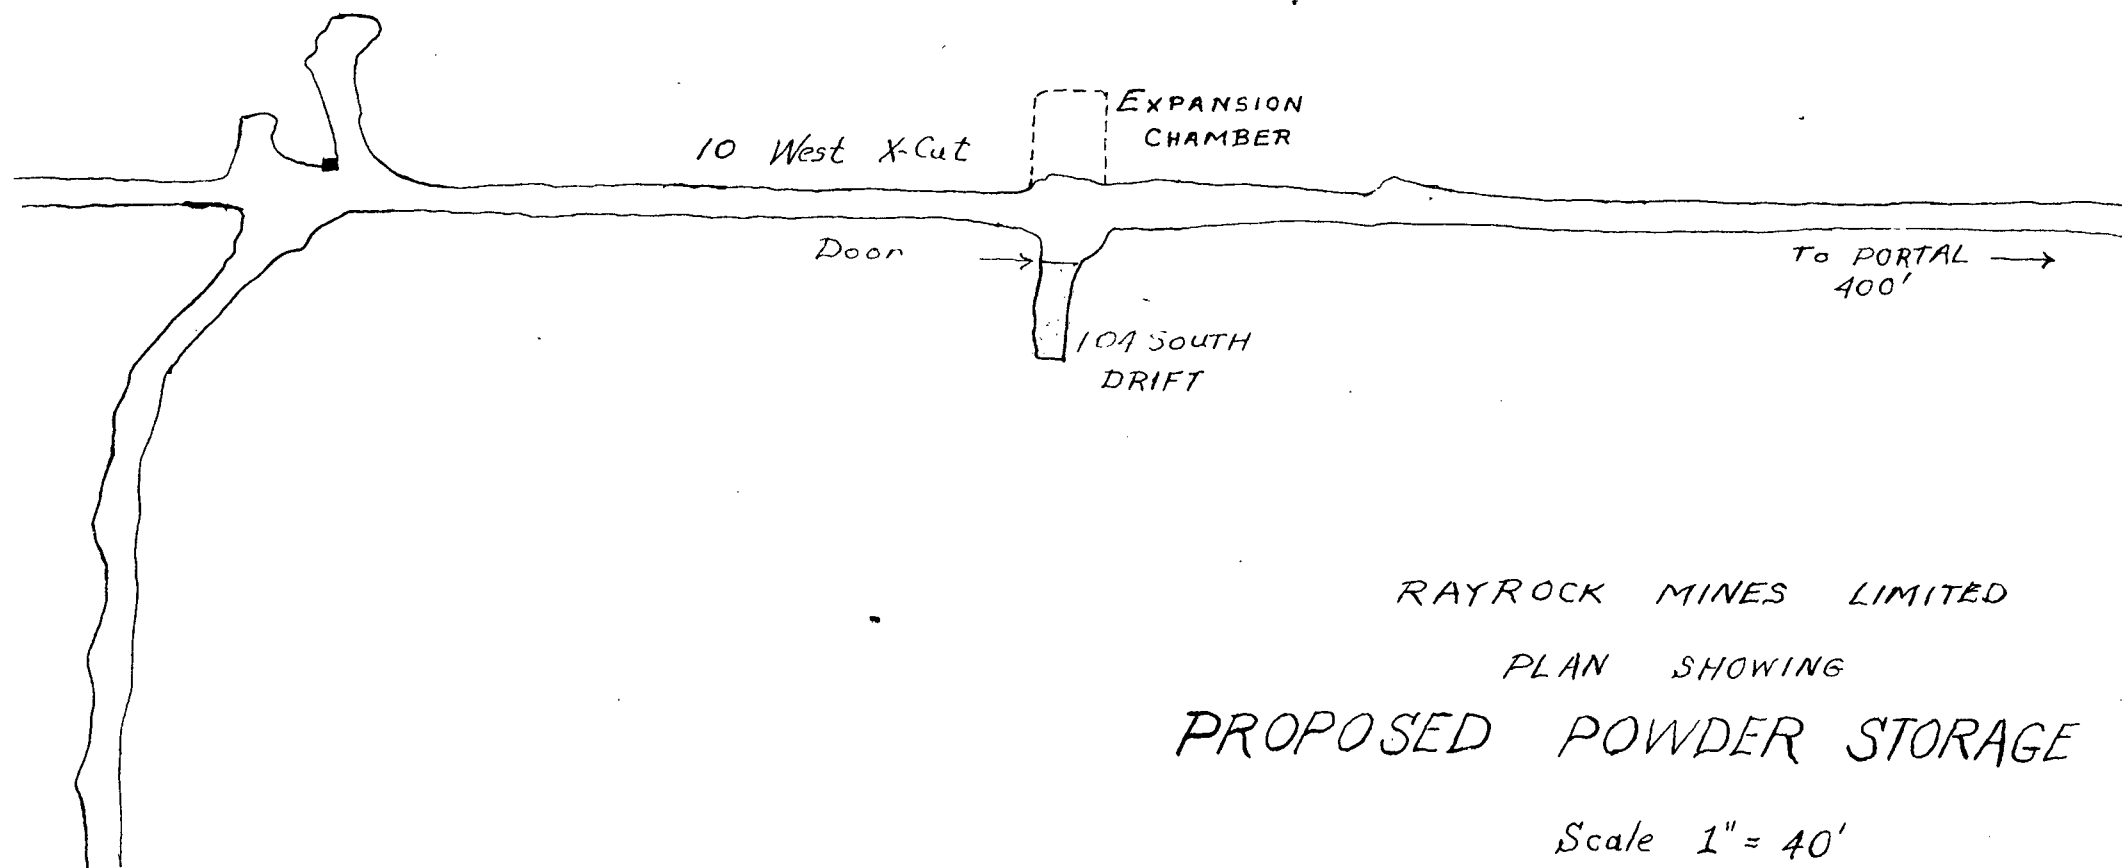 EXPANSION
CHAMBER
10 West X-Cut
Door
To PORTAL
400'
SOUTH
DRIFT
RAYROCK MINES LIMITED
PLAN SHOWING
PROPOSED POWDER STORAGE
Scale 1" = 40'